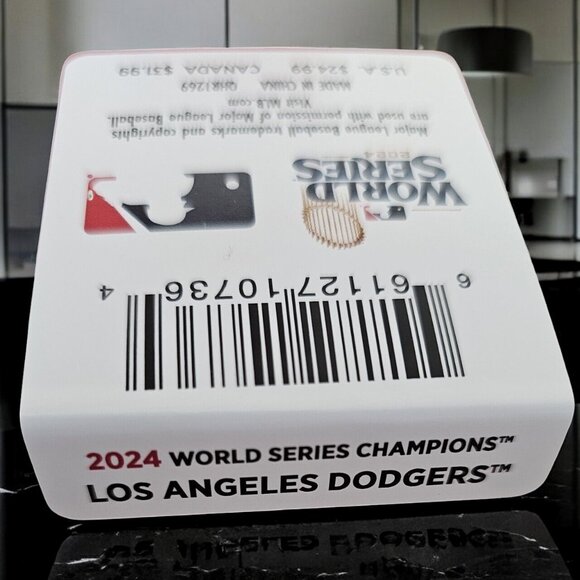 2024 WORLD SERIES CHAMPIONS™
LOS ANGELES DODGERS™
6 61127 10736 4
WORLD
SERIES
2024
Major League Baseball trademarks and copyrights
are used with permission of Major League Baseball.
Visit MLB.com
MADE IN CHINA QHR1269
U.S.A. $24.99 CANADA $31.99